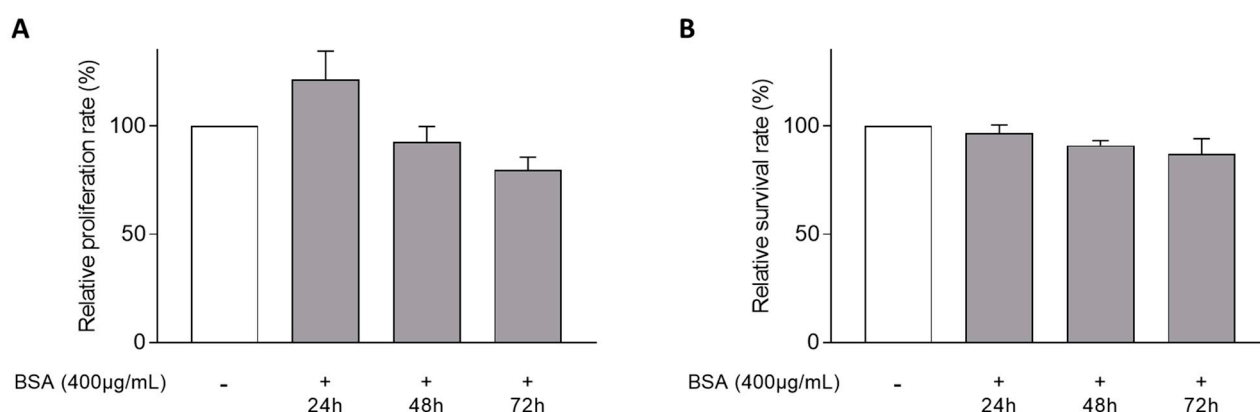 A
Relative proliferation rate (%)
100
50
0
BSA (400µg/mL) - + + +
24h 48h 72h
B
Relative survival rate (%)
100
50
0
BSA (400µg/mL) - + + +
24h 48h 72h